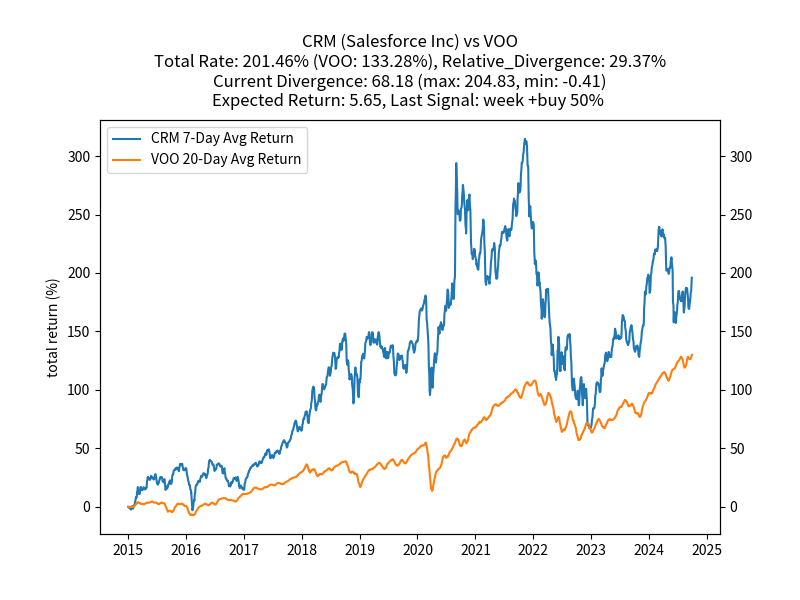 CRM (Salesforce Inc) vs VOO
Total Rate: 201.46% (VOO: 133.28%), Relative_Divergence: 29.37%
Current Divergence: 68.18 (max: 204.83, min: -0.41)
Expected Return: 5.65, Last Signal: week +buy 50%
CRM 7-Day Avg Return
VOO 20-Day Avg Return
total return (%)
300 300
250 250
200 200
150 150
100 100
50 50
0 0
2015 2016 2017 2018 2019 2020 2021 2022 2023 2024 2025